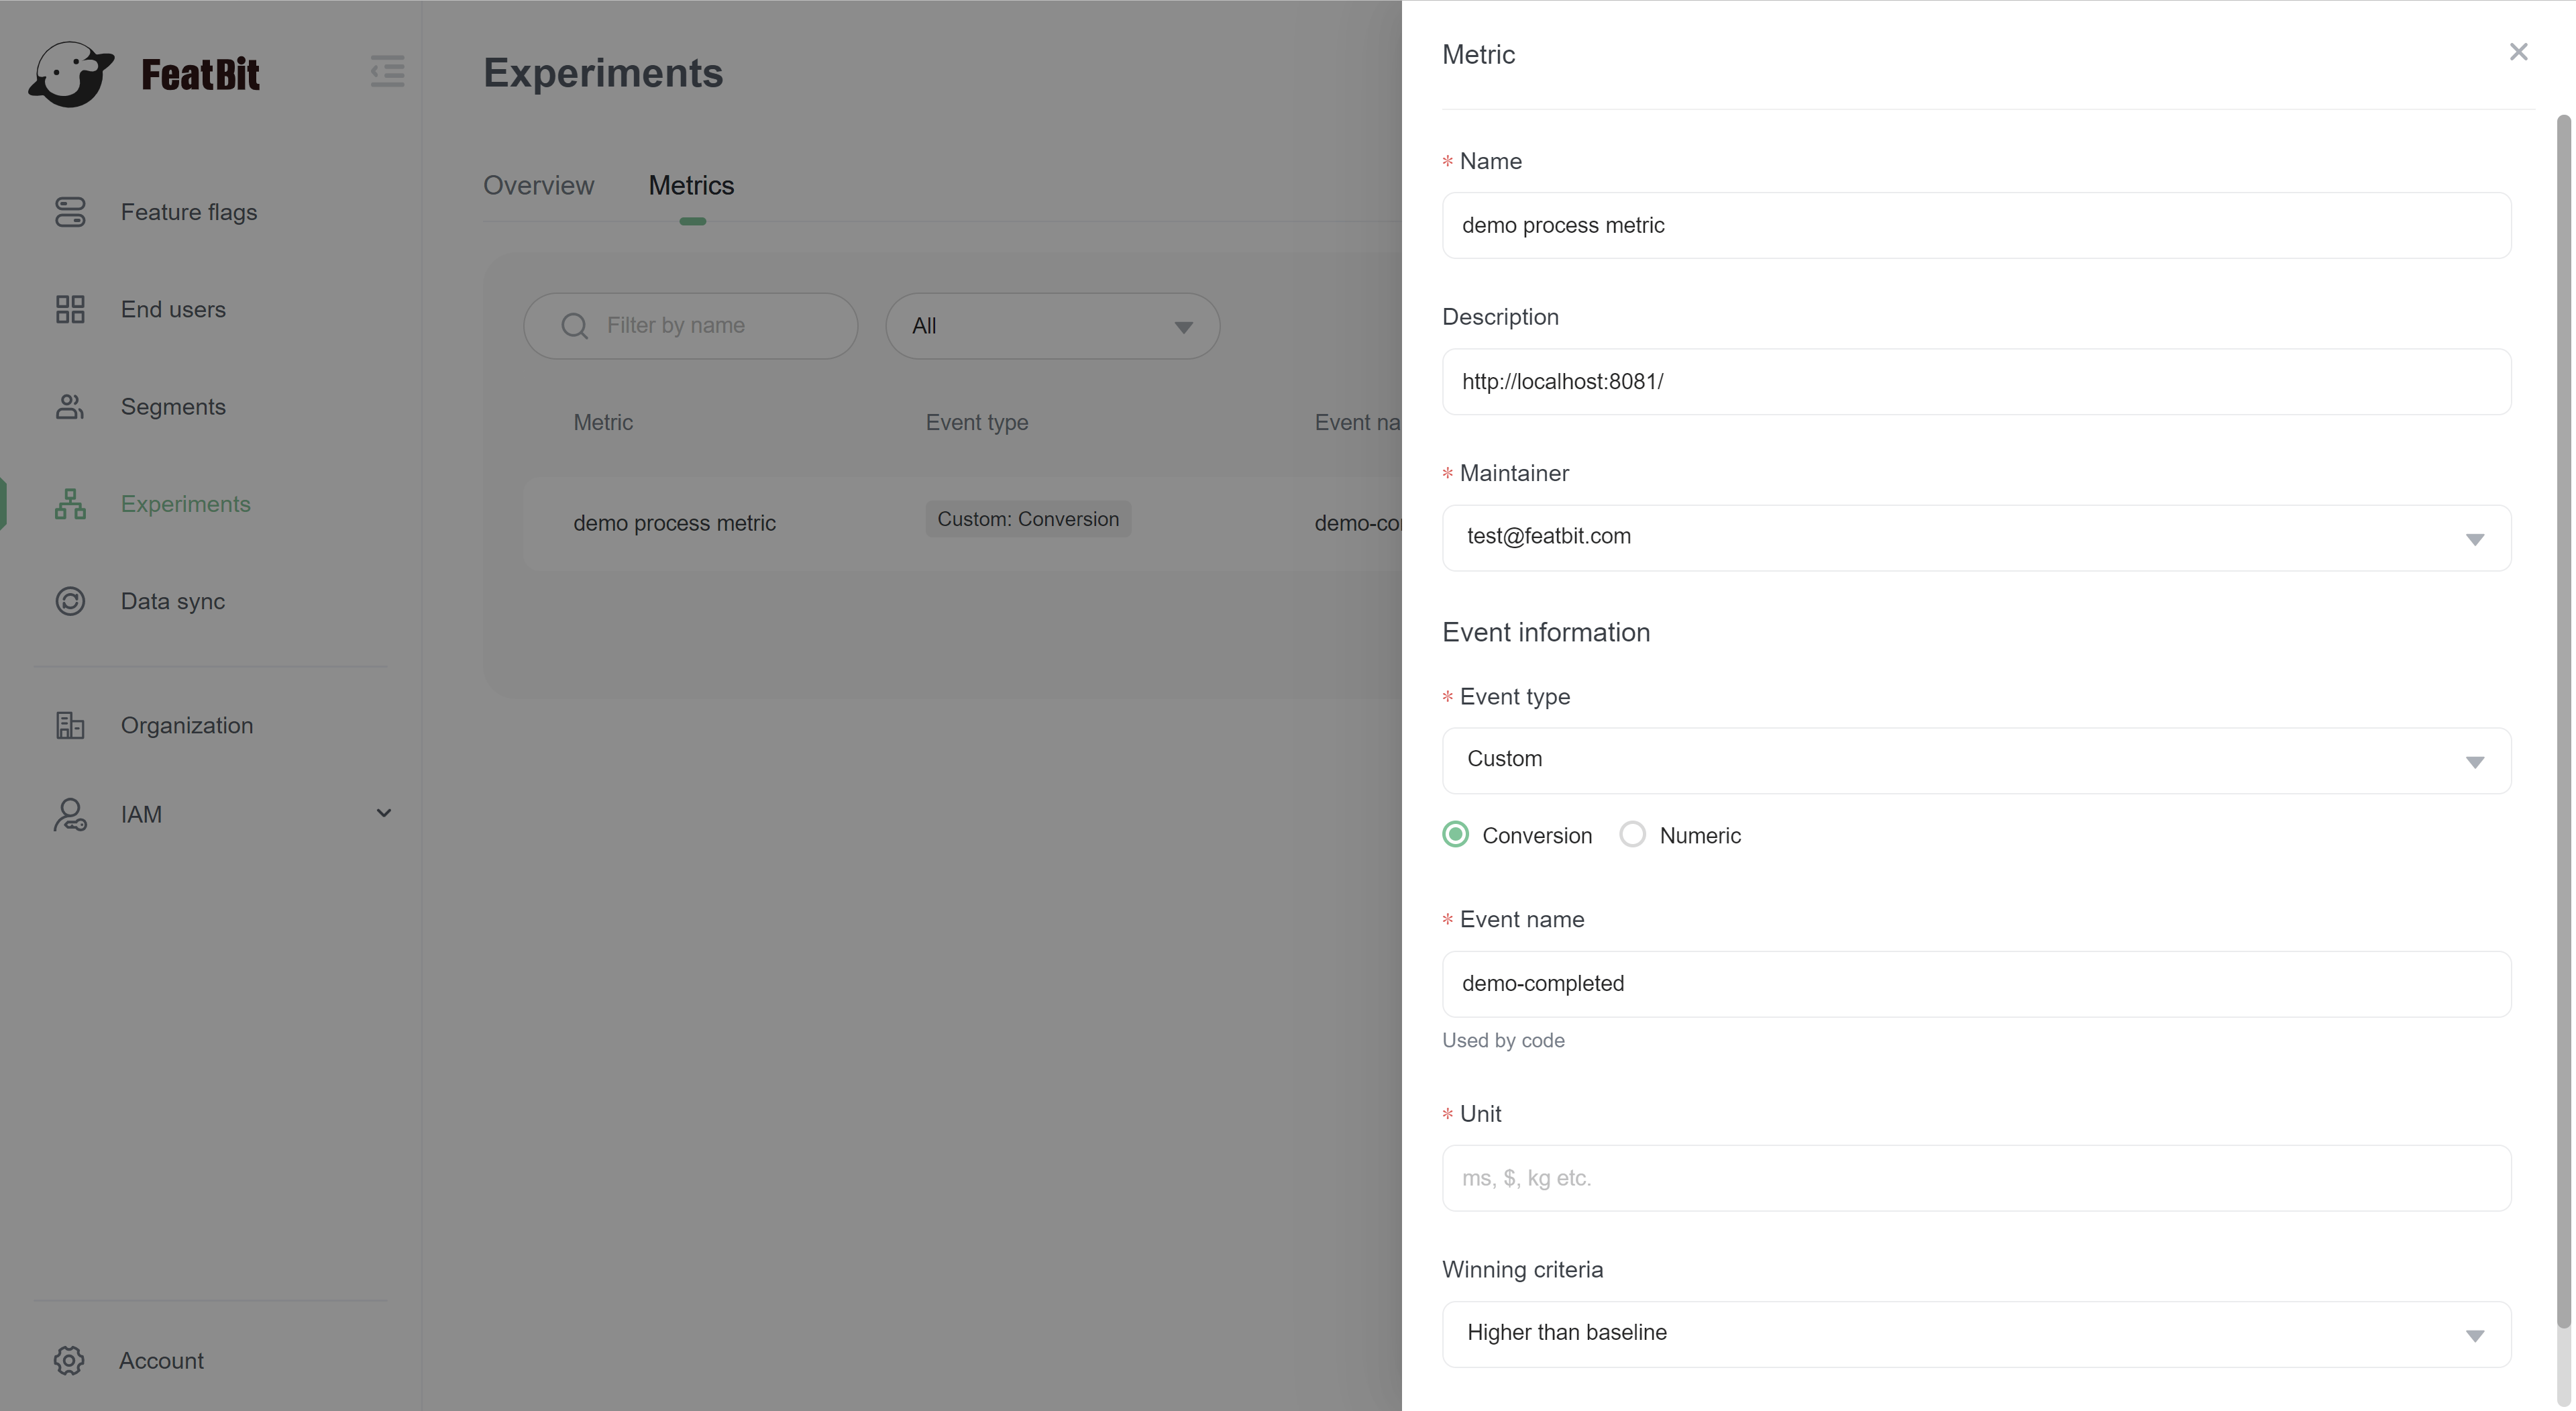 FeatBit
Feature flags
End users
Segments
Experiments
Data sync
Organization
IAM
Account
Experiments
Overview Metrics
Filter by name All
Metric Event type Event na
demo process metric Custom: Conversion demo-co
Metric
* Name
demo process metric
Description
http://localhost:8081/
* Maintainer
test@featbit.com
Event information
* Event type
Custom
Conversion Numeric
* Event name
demo-completed
Used by code
* Unit
ms, $, kg etc.
Winning criteria
Higher than baseline